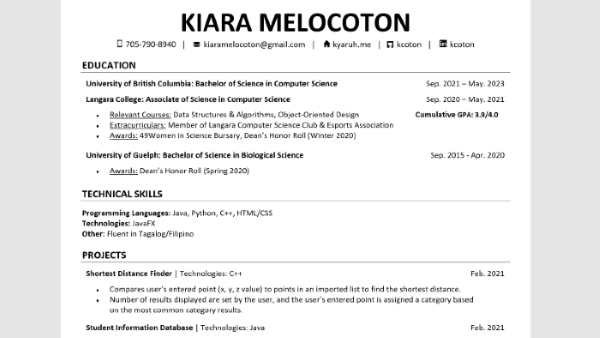 KIARA MELOCOTON
705-790-8940 | kiaramelocoton@gmail.com | kyaruh.me | kcoton | kcoton
EDUCATION
University of British Columbia: Bachelor of Science in Computer Science Sep. 2021 – May. 2023
Langara College: Associate of Science in Computer Science Sep. 2020 – May. 2021
• Relevant Courses: Data Structures & Algorithms, Object-Oriented Design Cumulative GPA: 3.9/4.0
• Extracurriculars: Member of Langara Computer Science Club & Esports Association
• Awards: 49Women in Science Bursary, Dean's Honor Roll (Winter 2020)
University of Guelph: Bachelor of Science in Biological Science Sep. 2015 - Apr. 2020
• Awards: Dean's Honor Roll (Spring 2020)
TECHNICAL SKILLS
Programming Languages: Java, Python, C++, HTML/CSS
Technologies: JavaFX
Other: Fluent in Tagalog/Filipino
PROJECTS
Shortest Distance Finder | Technologies: C++ Feb. 2021
• Compares user's entered point (x, y, z value) to points in an imported list to find the shortest distance.
• Number of results displayed are set by the user, and the user's entered point is assigned a category based
on the most common category results.
Student Information Database | Technologies: Java Feb. 2021